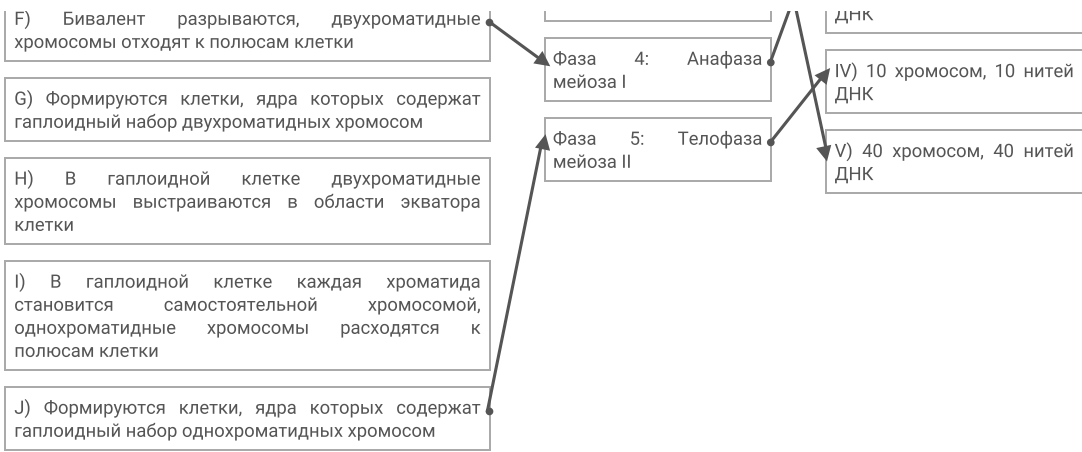 F) Бивалент разрываются, двухроматидные
хромосомы отходят к полюсам клетки
G) Формируются клетки, ядра которых содержат
гаплоидный набор двухроматидных хромосом
H) В гаплоидной клетке двухроматидные
хромосомы выстраиваются в области экватора
клетки
I) В гаплоидной клетке каждая хроматида
становится самостоятельной хромосомой,
однохроматидные хромосомы расходятся к
полюсам клетки
J) Формируются клетки, ядра которых содержат
гаплоидный набор однохроматидных хромосом
Фаза 4: Анафаза
мейоза I
Фаза 5: Телофаза
мейоза II
ДНК
IV) 10 хромосом, 10 нитей
ДНК
V) 40 хромосом, 40 нитей
ДНК